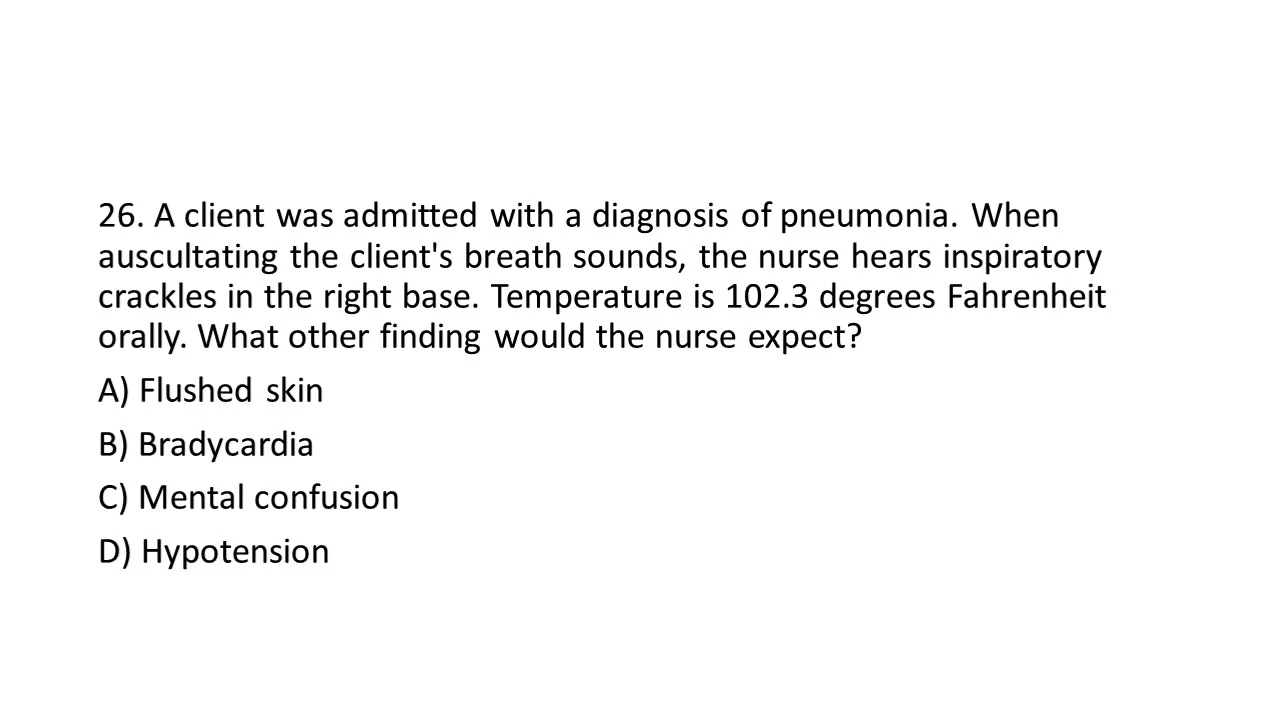 26. A client was admitted with a diagnosis of pneumonia. When
auscultating the client's breath sounds, the nurse hears inspiratory
crackles in the right base. Temperature is 102.3 degrees Fahrenheit
orally. What other finding would the nurse expect?
A) Flushed skin
B) Bradycardia
C) Mental confusion
D) Hypotension